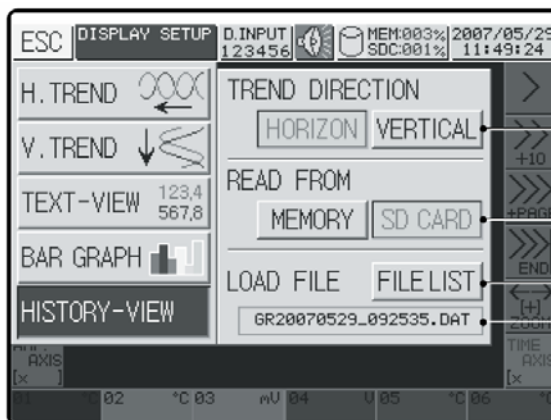 ESC DISPLAY SETUP D.INPUT 123456 MEM:003% SDC:001% 2007/05/29 11:49:24
H. TREND
V. TREND
TEXT-VIEW 123,4 567,8
BAR GRAPH
HISTORY-VIEW
TREND DIRECTION
HORIZON VERTICAL
READ FROM
MEMORY SD CARD
LOAD FILE FILE LIST
GR20070529_092535.DAT
>
>>
+10
>>>
+PAGE
>>>
END
[+]
ZOOM
TIME
AXIS
[x
AXIS
[x ]
01 °C 02 °C 03 mV 04 V 05 °C 06